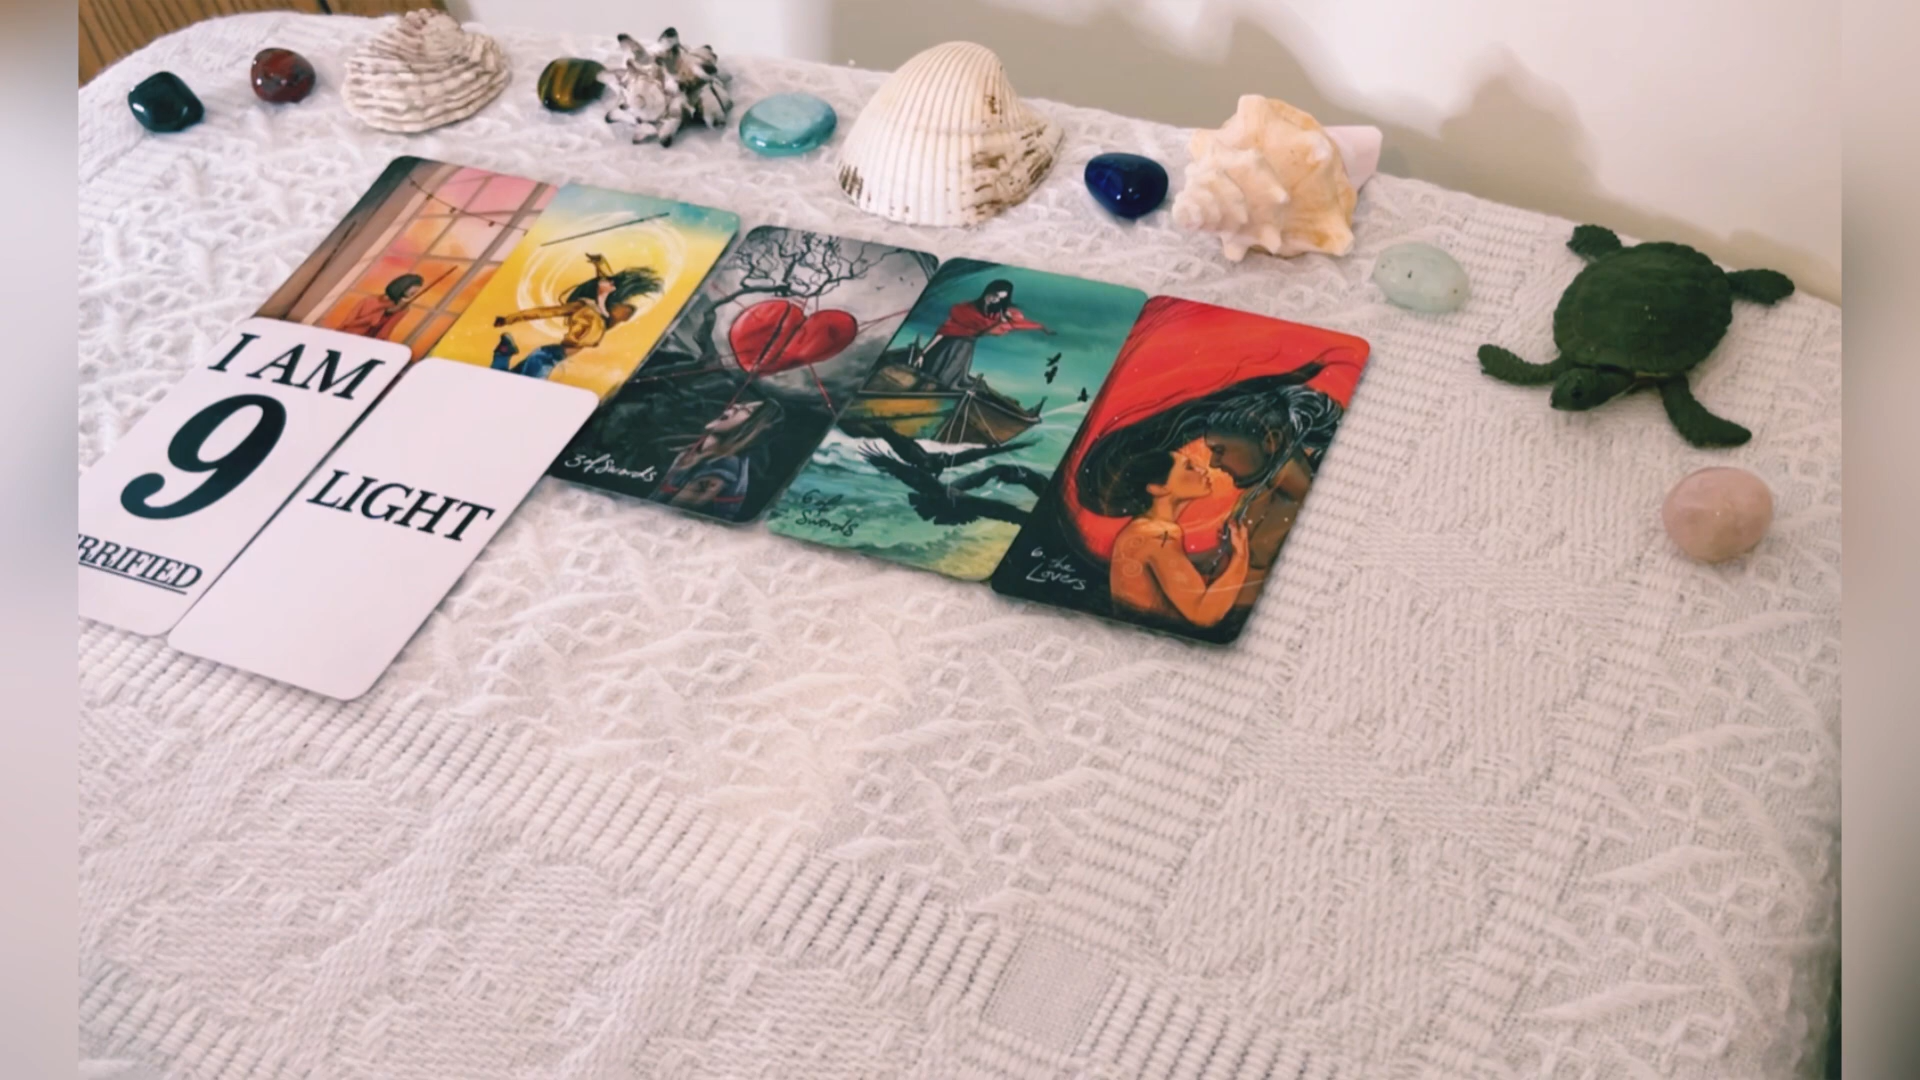 I AM
9
RRIFIED
LIGHT
3 of Swords
6 of
Swords
6. the
Lovers